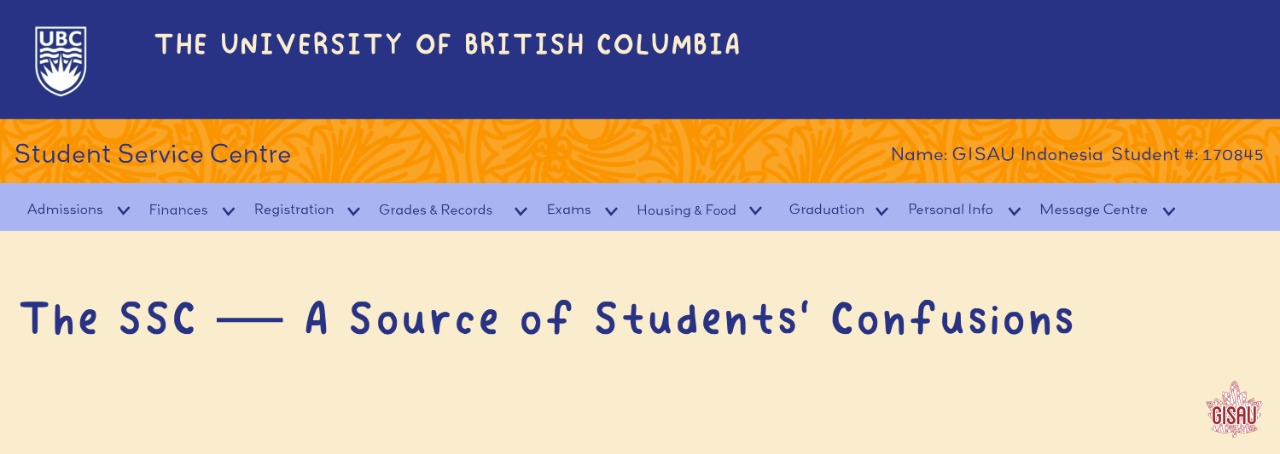 UBC
THE UNIVERSITY OF BRITISH COLUMBIA
Student Service Centre
Name: GISAU Indonesia Student #: 170845
Admissions Finances Registration Grades & Records Exams Housing & Food Graduation Personal Info Message Centre
The SSC — A Source of Students‘ Confusions
GISAU